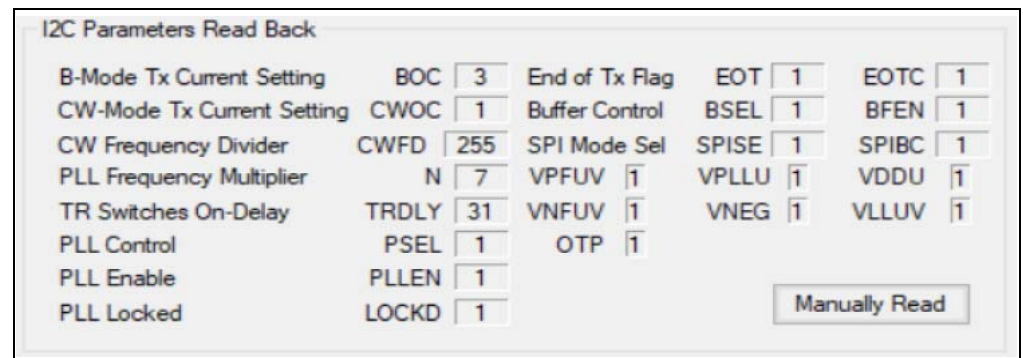 I2C Parameters Read Back
B-Mode Tx Current Setting BOC 3 End of Tx Flag EOT 1 EOTC 1
CW-Mode Tx Current Setting CWOC 1 Buffer Control BSEL 1 BFEN 1
CW Frequency Divider CWFD 255 SPI Mode Sel SPISE 1 SPIBC 1
PLL Frequency Multiplier N 7 VPFUV 1 VPLLU 1 VDDU 1
TR Switches On-Delay TRDLY 31 VNFUV 1 VNEG 1 VLLUV 1
PLL Control PSEL 1 OTP 1
PLL Enable PLLEN 1
PLL Locked LOCKD 1
Manually Read